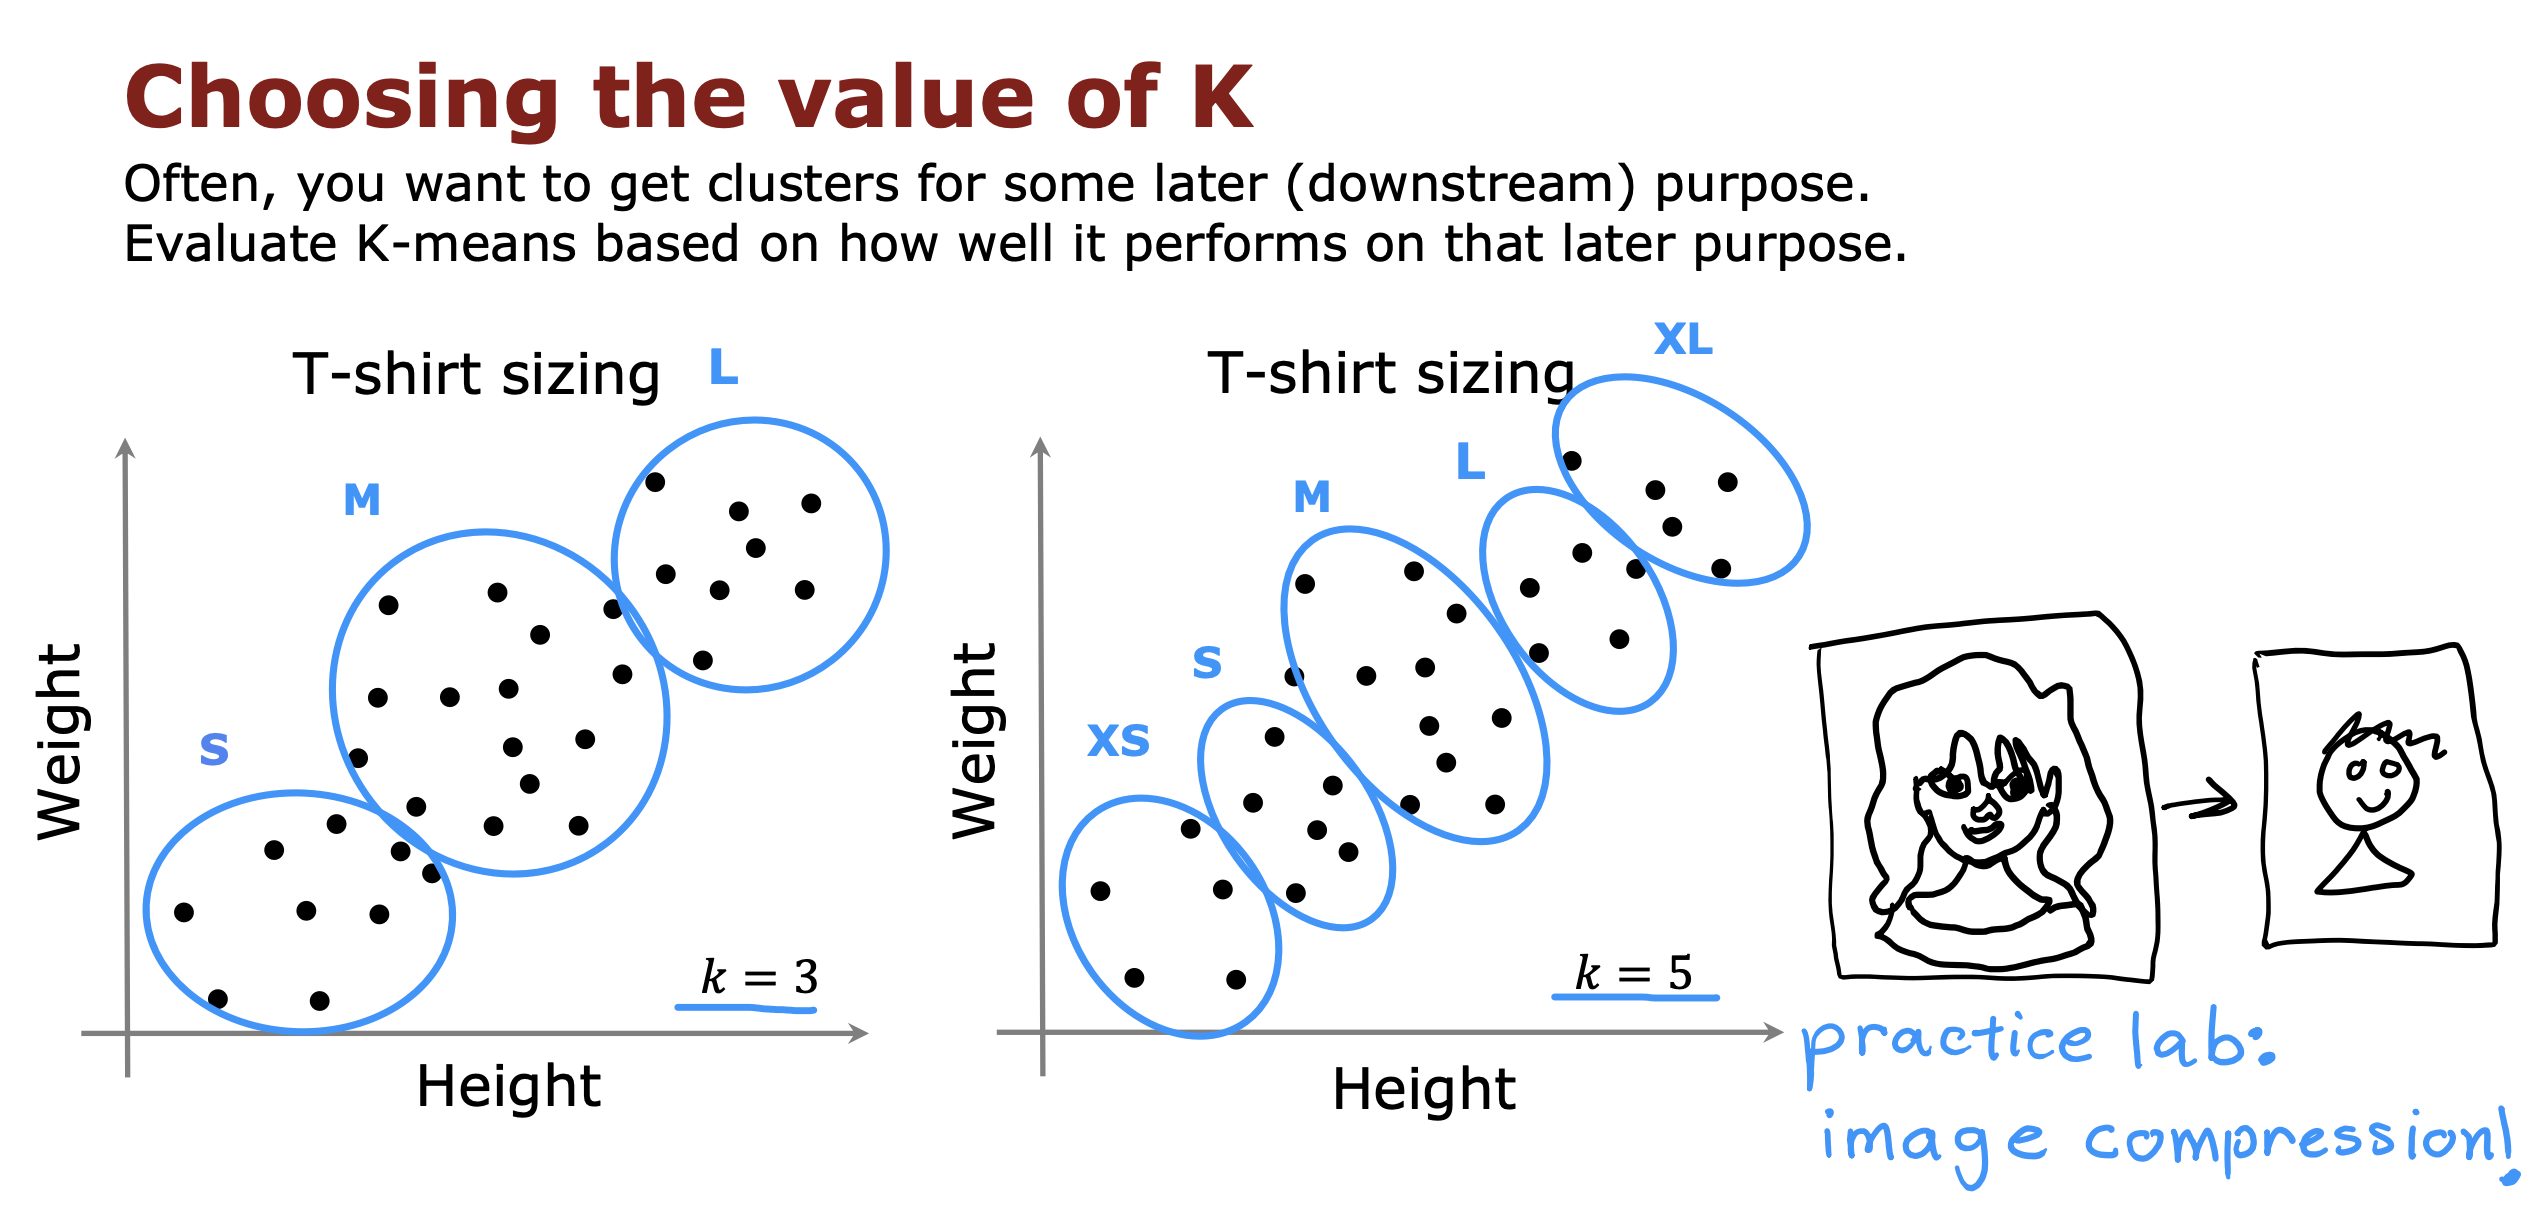 Choosing the value of K
Often, you want to get clusters for some later (downstream) purpose.
Evaluate K-means based on how well it performs on that later purpose.
T-shirt sizing
L
M
S
Weight
Height
k = 3
T-shirt sizing
XL
L
M
S
XS
Weight
Height
k = 5
practice lab:
image compression!